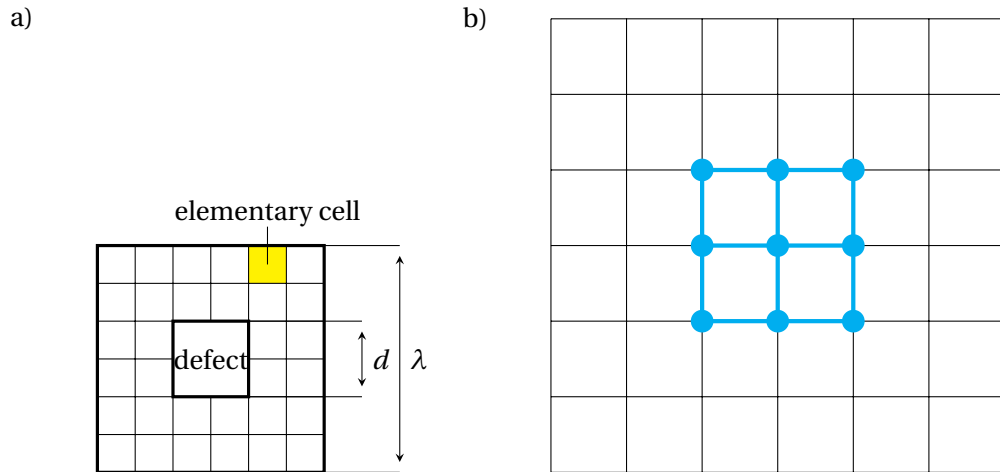 a)
b)
elementary cell
defect
d
λ